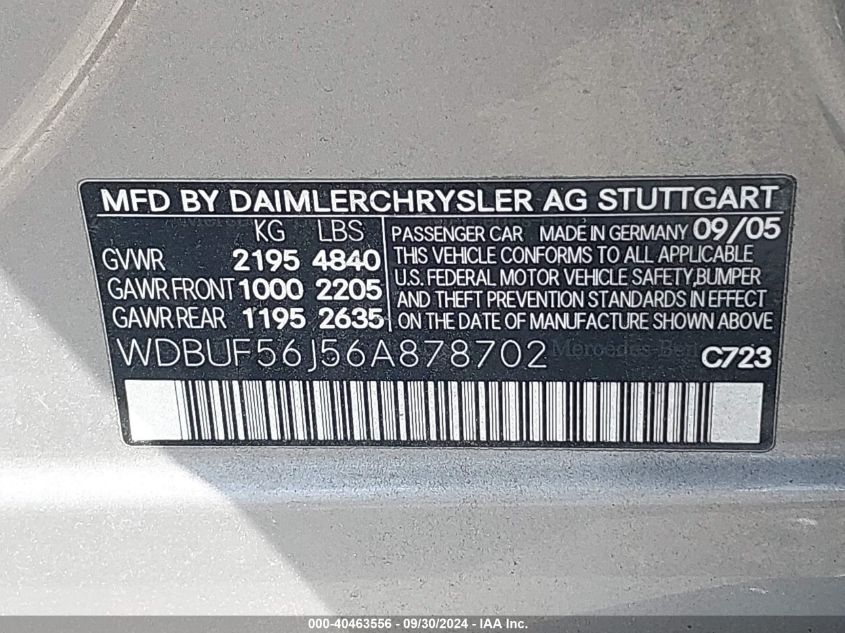 MFD BY DAIMLERCHRYSLER AG STUTTGART
KG LBS
GVWR 2195 4840
GAWR FRONT 1000 2205
GAWR REAR 1195 2635
PASSENGER CAR MADE IN GERMANY 09/05
THIS VEHICLE CONFORMS TO ALL APPLICABLE
U.S. FEDERAL MOTOR VEHICLE SAFETY, BUMPER
AND THEFT PREVENTION STANDARDS IN EFFECT
ON THE DATE OF MANUFACTURE SHOWN ABOVE
WDBUF56J56A878702 Mercedes-Benz C723
000-40463556 - 09/30/2024 - IAA Inc.